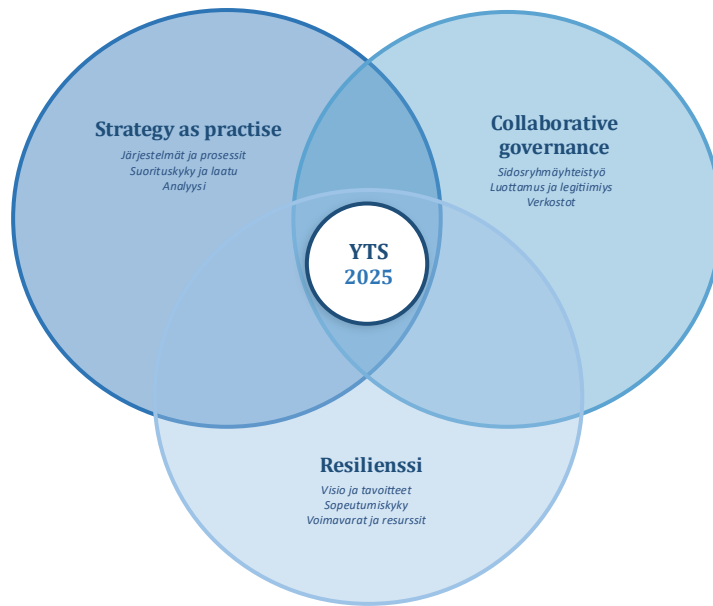 Strategy as practise
Järjestelmät ja prosessit
Suorituskyky ja laatu
Analyysi
Collaborative
governance
Sidosryhmäyhteistyö
Luottamus ja legitiimiys
Verkostot
YTS
2025
Resilienssi
Visio ja tavoitteet
Sopeutumiskyky
Voimavarat ja resurssit